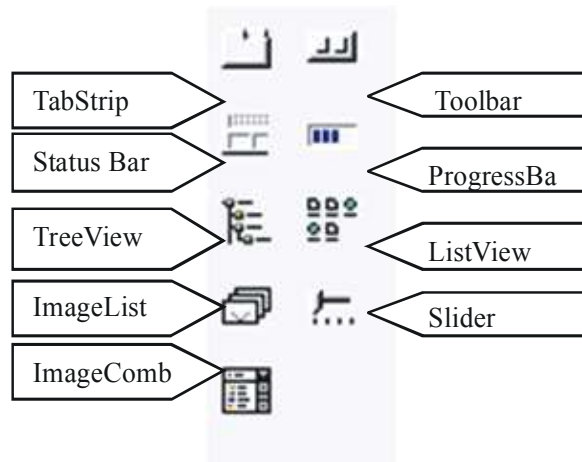 TabStrip
Toolbar
Status Bar
ProgressBa
TreeView
ListView
ImageList
Slider
ImageComb